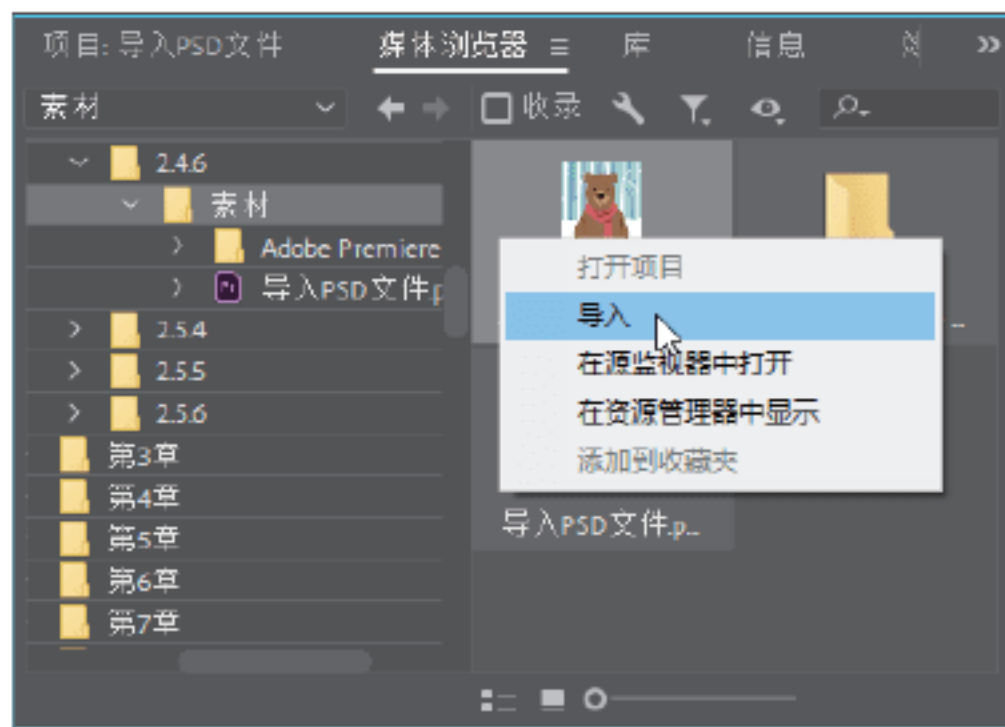 项目: 导入PSD文件 媒体浏览器 库 信息
素材 收录
2.4.6
素材
Adobe Premiere
导入PSD文件.p
2.5.4
2.5.5
2.5.6
第3章
第4章
第5章
第6章
第7章
打开项目
导入
在源监视器中打开
在资源管理器中显示
添加到收藏夹
导入PSD文件.p...